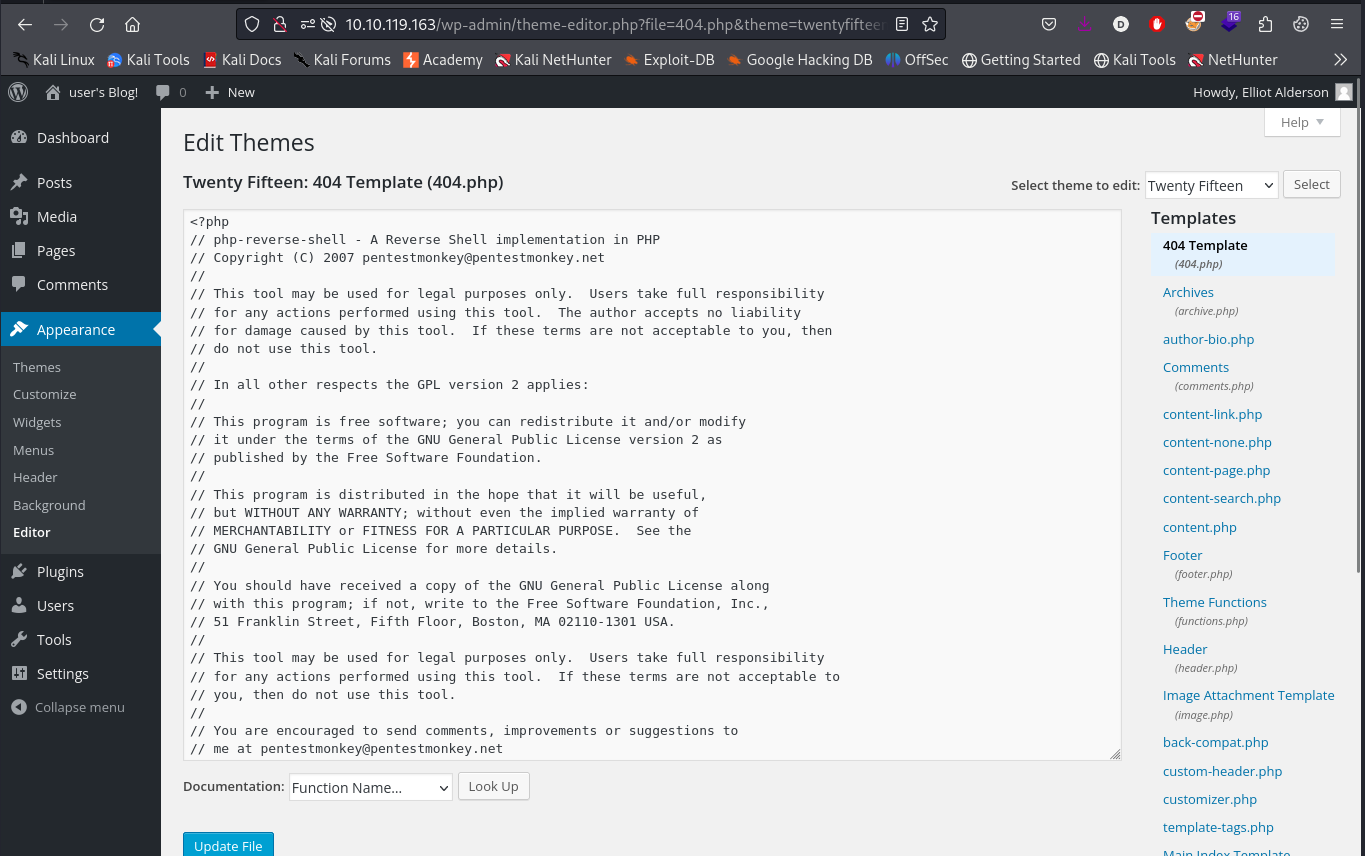 10.10.119.163/wp-admin/theme-editor.php?file=404.php&theme=twentyfifteen
16
Kali Linux Kali Tools Kali Docs Kali Forums Academy Kali NetHunter Exploit-DB Google Hacking DB OffSec Getting Started Kali Tools NetHunter
user's Blog! 0 New Howdy, Elliot Alderson
Help
Dashboard
Posts
Media
Pages
Comments
Appearance
Themes
Customize
Widgets
Menus
Header
Background
Editor
Plugins
Users
Tools
Settings
Collapse menu
Edit Themes
Twenty Fifteen: 404 Template (404.php)
Select theme to edit: Twenty Fifteen Select
<?php
// php-reverse-shell - A Reverse Shell implementation in PHP
// Copyright (C) 2007 pentestmonkey@pentestmonkey.net
//
// This tool may be used for legal purposes only.  Users take full responsibility
// for any actions performed using this tool.  The author accepts no liability
// for damage caused by this tool.  If these terms are not acceptable to you, then
// do not use this tool.
//
// In all other respects the GPL version 2 applies:
//
// This program is free software; you can redistribute it and/or modify
// it under the terms of the GNU General Public License version 2 as
// published by the Free Software Foundation.
//
// This program is distributed in the hope that it will be useful,
// but WITHOUT ANY WARRANTY; without even the implied warranty of
// MERCHANTABILITY or FITNESS FOR A PARTICULAR PURPOSE.  See the
// GNU General Public License for more details.
//
// You should have received a copy of the GNU General Public License along
// with this program; if not, write to the Free Software Foundation, Inc.,
// 51 Franklin Street, Fifth Floor, Boston, MA 02110-1301 USA.
//
// This tool may be used for legal purposes only.  Users take full responsibility
// for any actions performed using this tool.  If these terms are not acceptable to
// you, then do not use this tool.
//
// You are encouraged to send comments, improvements or suggestions to
// me at pentestmonkey@pentestmonkey.net
Documentation: Function Name... Look Up
Update File
Templates
404 Template
(404.php)
Archives
(archive.php)
author-bio.php
Comments
(comments.php)
content-link.php
content-none.php
content-page.php
content-search.php
content.php
Footer
(footer.php)
Theme Functions
(functions.php)
Header
(header.php)
Image Attachment Template
(image.php)
back-compat.php
custom-header.php
customizer.php
template-tags.php
Main Index Template